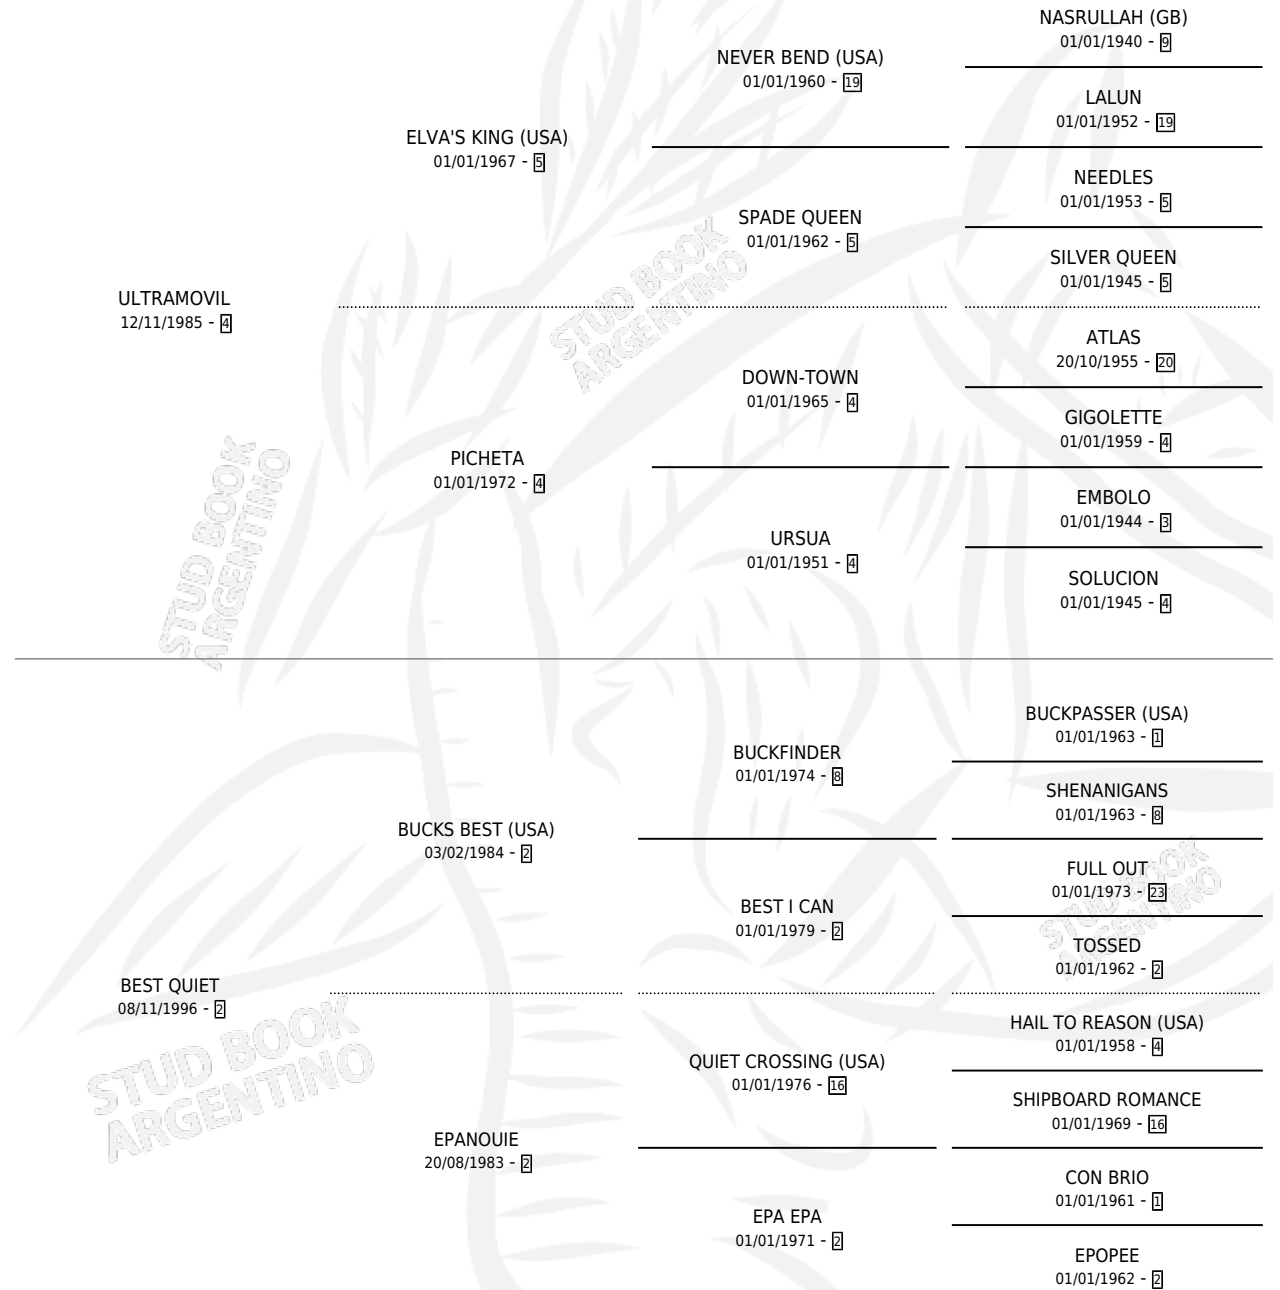 NASRULLAH (GB)
01/01/1940 - 9
NEVER BEND (USA)
01/01/1960 - 19
LALUN
01/01/1952 - 19
ELVA'S KING (USA)
01/01/1967 - 5
NEEDLES
01/01/1953 - 5
SPADE QUEEN
01/01/1962 - 5
SILVER QUEEN
01/01/1945 - 5
ULTRAMOVIL
12/11/1985 - 4
STUD BOOK
ARGENTINO
ATLAS
20/10/1955 - 20
DOWN-TOWN
01/01/1965 - 4
GIGOLETTE
01/01/1959 - 4
PICHETA
01/01/1972 - 4
EMBOLO
01/01/1944 - 3
URSUA
01/01/1951 - 4
SOLUCION
01/01/1945 - 4
STUD BOOK
ARGENTINO
BUCKPASSER (USA)
01/01/1963 - 1
BUCKFINDER
01/01/1974 - 8
SHENANIGANS
01/01/1963 - 8
BUCKS BEST (USA)
03/02/1984 - 2
FULL OUT
01/01/1973 - 23
BEST I CAN
01/01/1979 - 2
STUD BOOK
ARGENTINO
TOSSED
01/01/1962 - 2
BEST QUIET
08/11/1996 - 2
HAIL TO REASON (USA)
01/01/1958 - 4
QUIET CROSSING (USA)
01/01/1976 - 16
SHIPBOARD ROMANCE
01/01/1969 - 16
STUD BOOK
ARGENTINO
EPANOUIE
20/08/1983 - 2
CON BRIO
01/01/1961 - 1
EPA EPA
01/01/1971 - 2
EPOPEE
01/01/1962 - 2